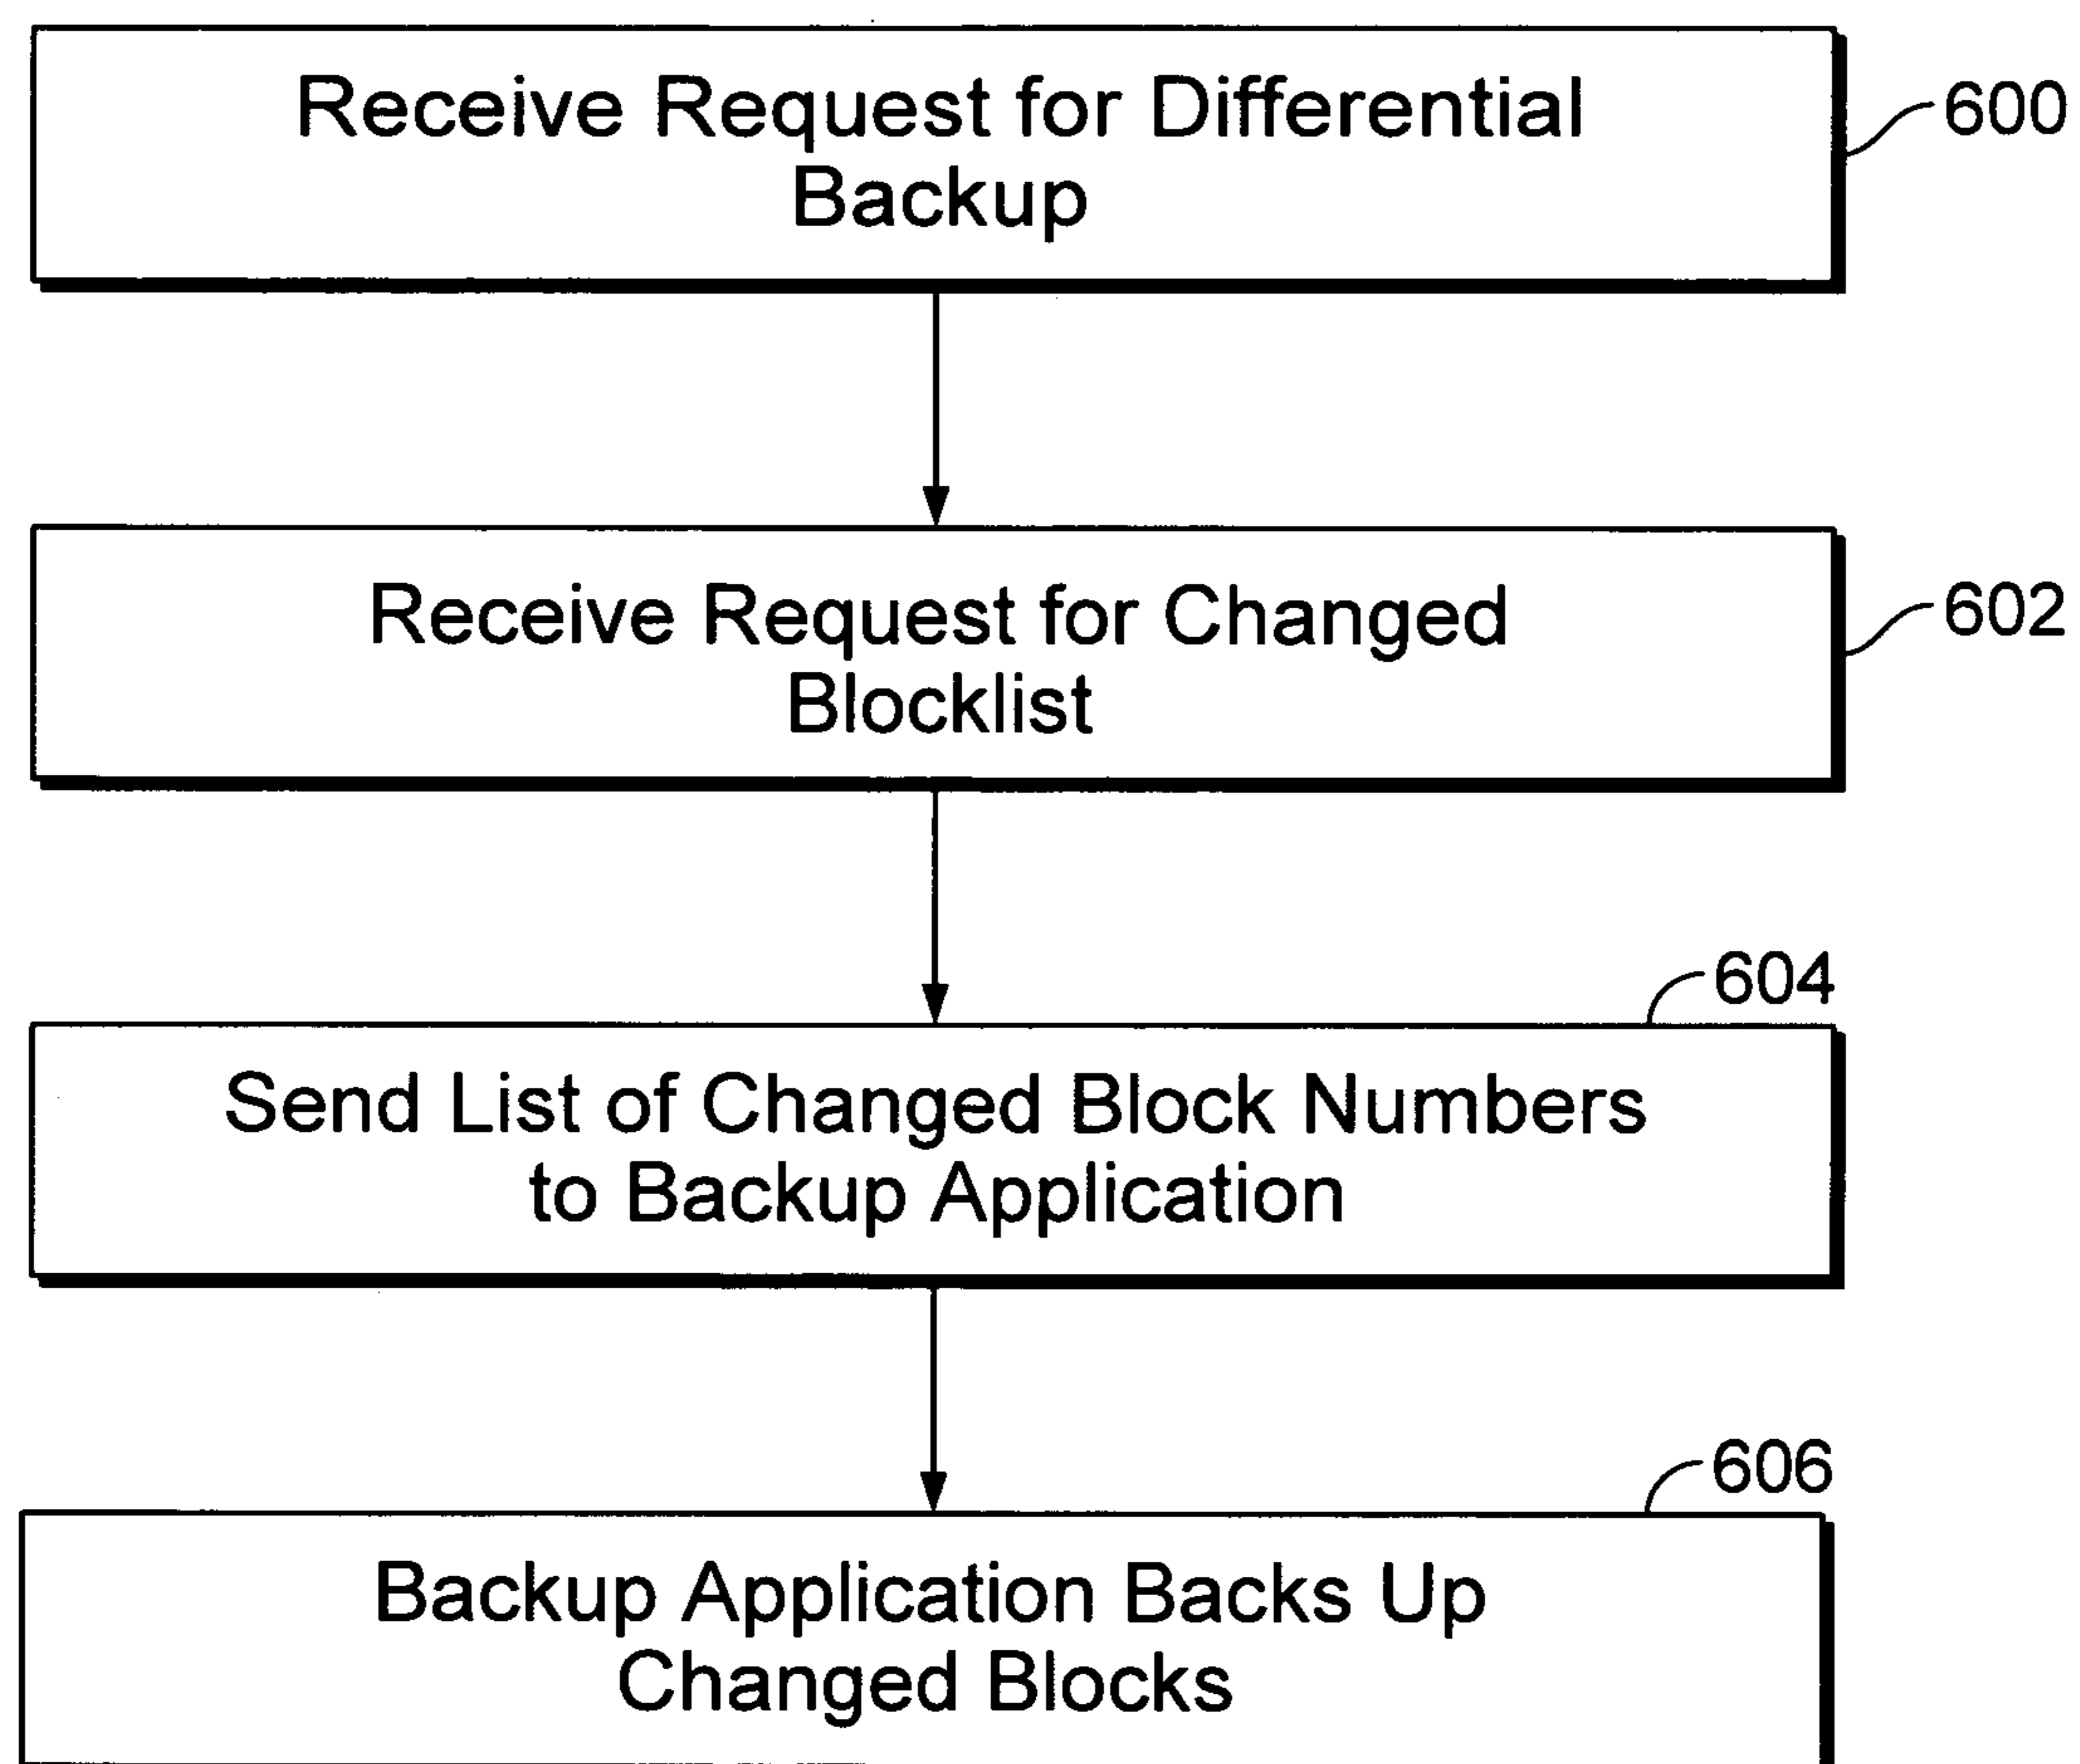 Receive Request for Differential
Backup
600
Receive Request for Changed
Blocklist
602
604
Send List of Changed Block Numbers
to Backup Application
606
Backup Application Backs Up
Changed Blocks